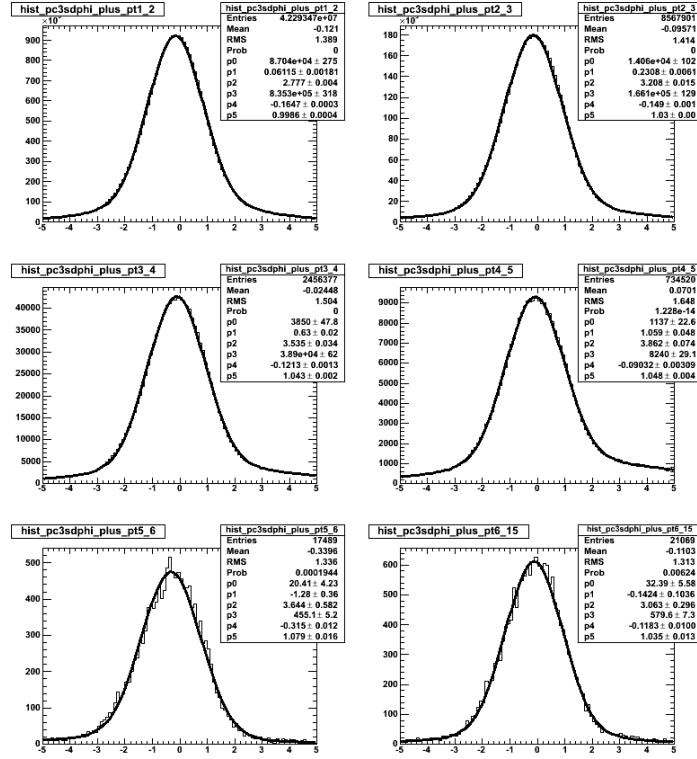 hist_pc3sdphi_plus_pt1_2
hist_pc3sdphi_plus_pt1_2
Entries 4.229347e+07
Mean -0.121
RMS 1.389
Prob 0
p0 8.704e+04 ± 275
p1 0.06115 ± 0.00181
p2 2.777 ± 0.004
p3 8.353e+05 ± 318
p4 -0.1647 ± 0.0003
p5 0.9986 ± 0.0004
900
800
700
600
500
400
300
200
100
0
-5 -4 -3 -2 -1 0 1 2 3 4 5
hist_pc3sdphi_plus_pt2_3
hist_pc3sdphi_plus_pt2_3
Entries 8567901
Mean -0.09571
RMS 1.414
Prob 0
p0 1.406e+04 ± 102
p1 0.2308 ± 0.0061
p2 3.208 ± 0.015
p3 1.661e+05 ± 129
p4 -0.149 ± 0.001
p5 1.03 ± 0.00
180
160
140
120
100
80
60
40
20
0
-5 -4 -3 -2 -1 0 1 2 3 4 5
hist_pc3sdphi_plus_pt3_4
hist_pc3sdphi_plus_pt3_4
Entries 2456377
Mean -0.02448
RMS 1.504
Prob 0
p0 3850 ± 47.8
p1 0.63 ± 0.02
p2 3.535 ± 0.034
p3 3.89e+04 ± 62
p4 -0.1213 ± 0.0013
p5 1.043 ± 0.002
40000
35000
30000
25000
20000
15000
10000
5000
0
-5 -4 -3 -2 -1 0 1 2 3 4 5
hist_pc3sdphi_plus_pt4_5
hist_pc3sdphi_plus_pt4_5
Entries 734520
Mean 0.0701
RMS 1.648
Prob 1.228e-14
p0 1137 ± 22.6
p1 1.059 ± 0.048
p2 3.862 ± 0.074
p3 8240 ± 29.1
p4 -0.09032 ± 0.00309
p5 1.048 ± 0.004
9000
8000
7000
6000
5000
4000
3000
2000
1000
0
-5 -4 -3 -2 -1 0 1 2 3 4 5
hist_pc3sdphi_plus_pt5_6
hist_pc3sdphi_plus_pt5_6
Entries 17489
Mean -0.3396
RMS 1.336
Prob 0.0001944
p0 20.41 ± 4.23
p1 -1.28 ± 0.36
p2 3.644 ± 0.582
p3 455.1 ± 5.2
p4 -0.315 ± 0.012
p5 1.079 ± 0.016
500
400
300
200
100
0
-5 -4 -3 -2 -1 0 1 2 3 4 5
hist_pc3sdphi_plus_pt6_15
hist_pc3sdphi_plus_pt6_15
Entries 21069
Mean -0.1103
RMS 1.313
Prob 0.00624
p0 32.39 ± 5.58
p1 -0.1424 ± 0.1036
p2 3.063 ± 0.296
p3 579.6 ± 7.3
p4 -0.1183 ± 0.0100
p5 1.035 ± 0.013
600
500
400
300
200
100
0
-5 -4 -3 -2 -1 0 1 2 3 4 5